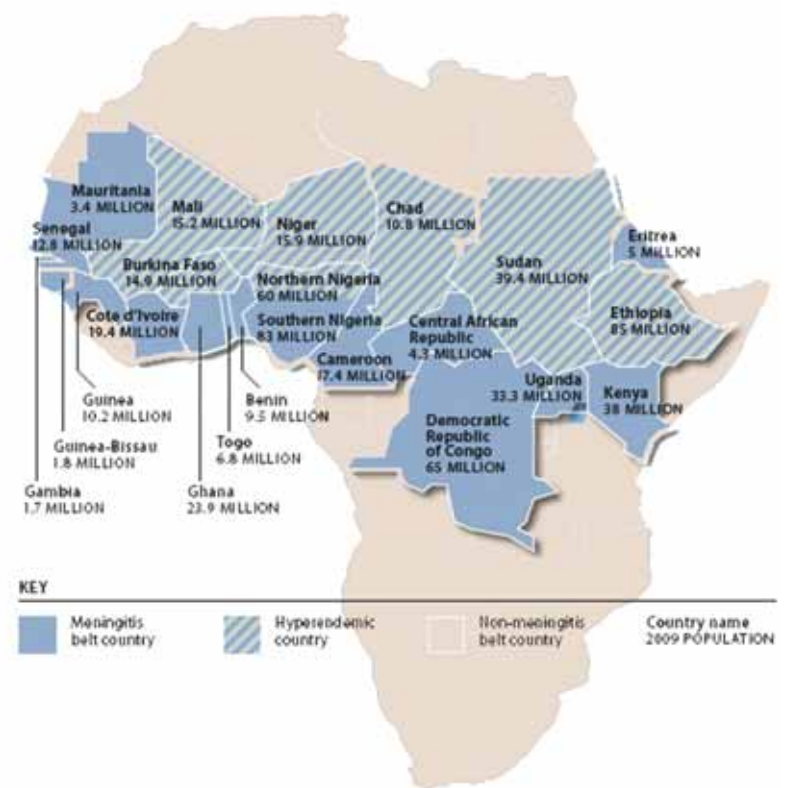 Mauritania
3.4 MILLION
Mali
15.2 MILLION
Niger
15.9 MILLION
Chad
10.8 MILLION
Senegal
12.8 MILLION
Eritrea
5 MILLION
Burkina Faso
14.9 MILLION
Sudan
39.4 MILLION
Northern Nigeria
60 MILLION
Ethiopia
85 MILLION
Cote d'Ivoire
19.4 MILLION
Southern Nigeria
83 MILLION
Central African
Republic
4.3 MILLION
Cameroon
17.4 MILLION
Uganda
33.3 MILLION
Kenya
38 MILLION
Guinea
10.2 MILLION
Benin
9.5 MILLION
Democratic
Republic
of Congo
65 MILLION
Guinea-Bissau
1.8 MILLION
Togo
6.8 MILLION
Gambia
1.7 MILLION
Ghana
23.9 MILLION
KEY
Meningitis
belt country
Hyperendemic
country
Non-meningitis
belt country
Country name
2009 POPULATION